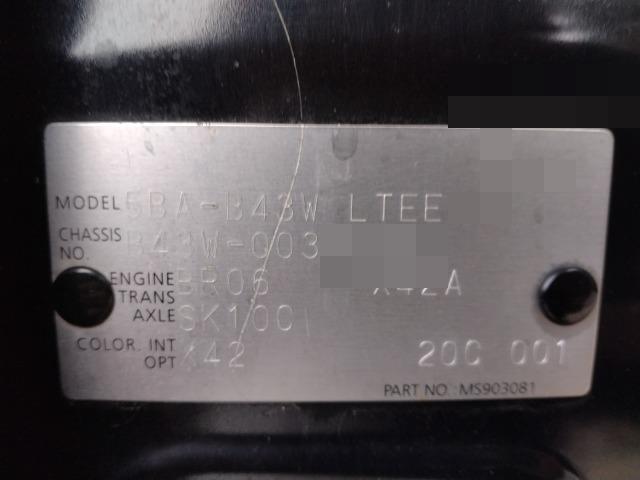 MODEL 5BA-B43W LTEE
CHASSIS NO. B43W-003
ENGINE BR06 X42A
TRANS AXLE
COLOR. INT OPT X42 20C 001
PART NO.:MS903081